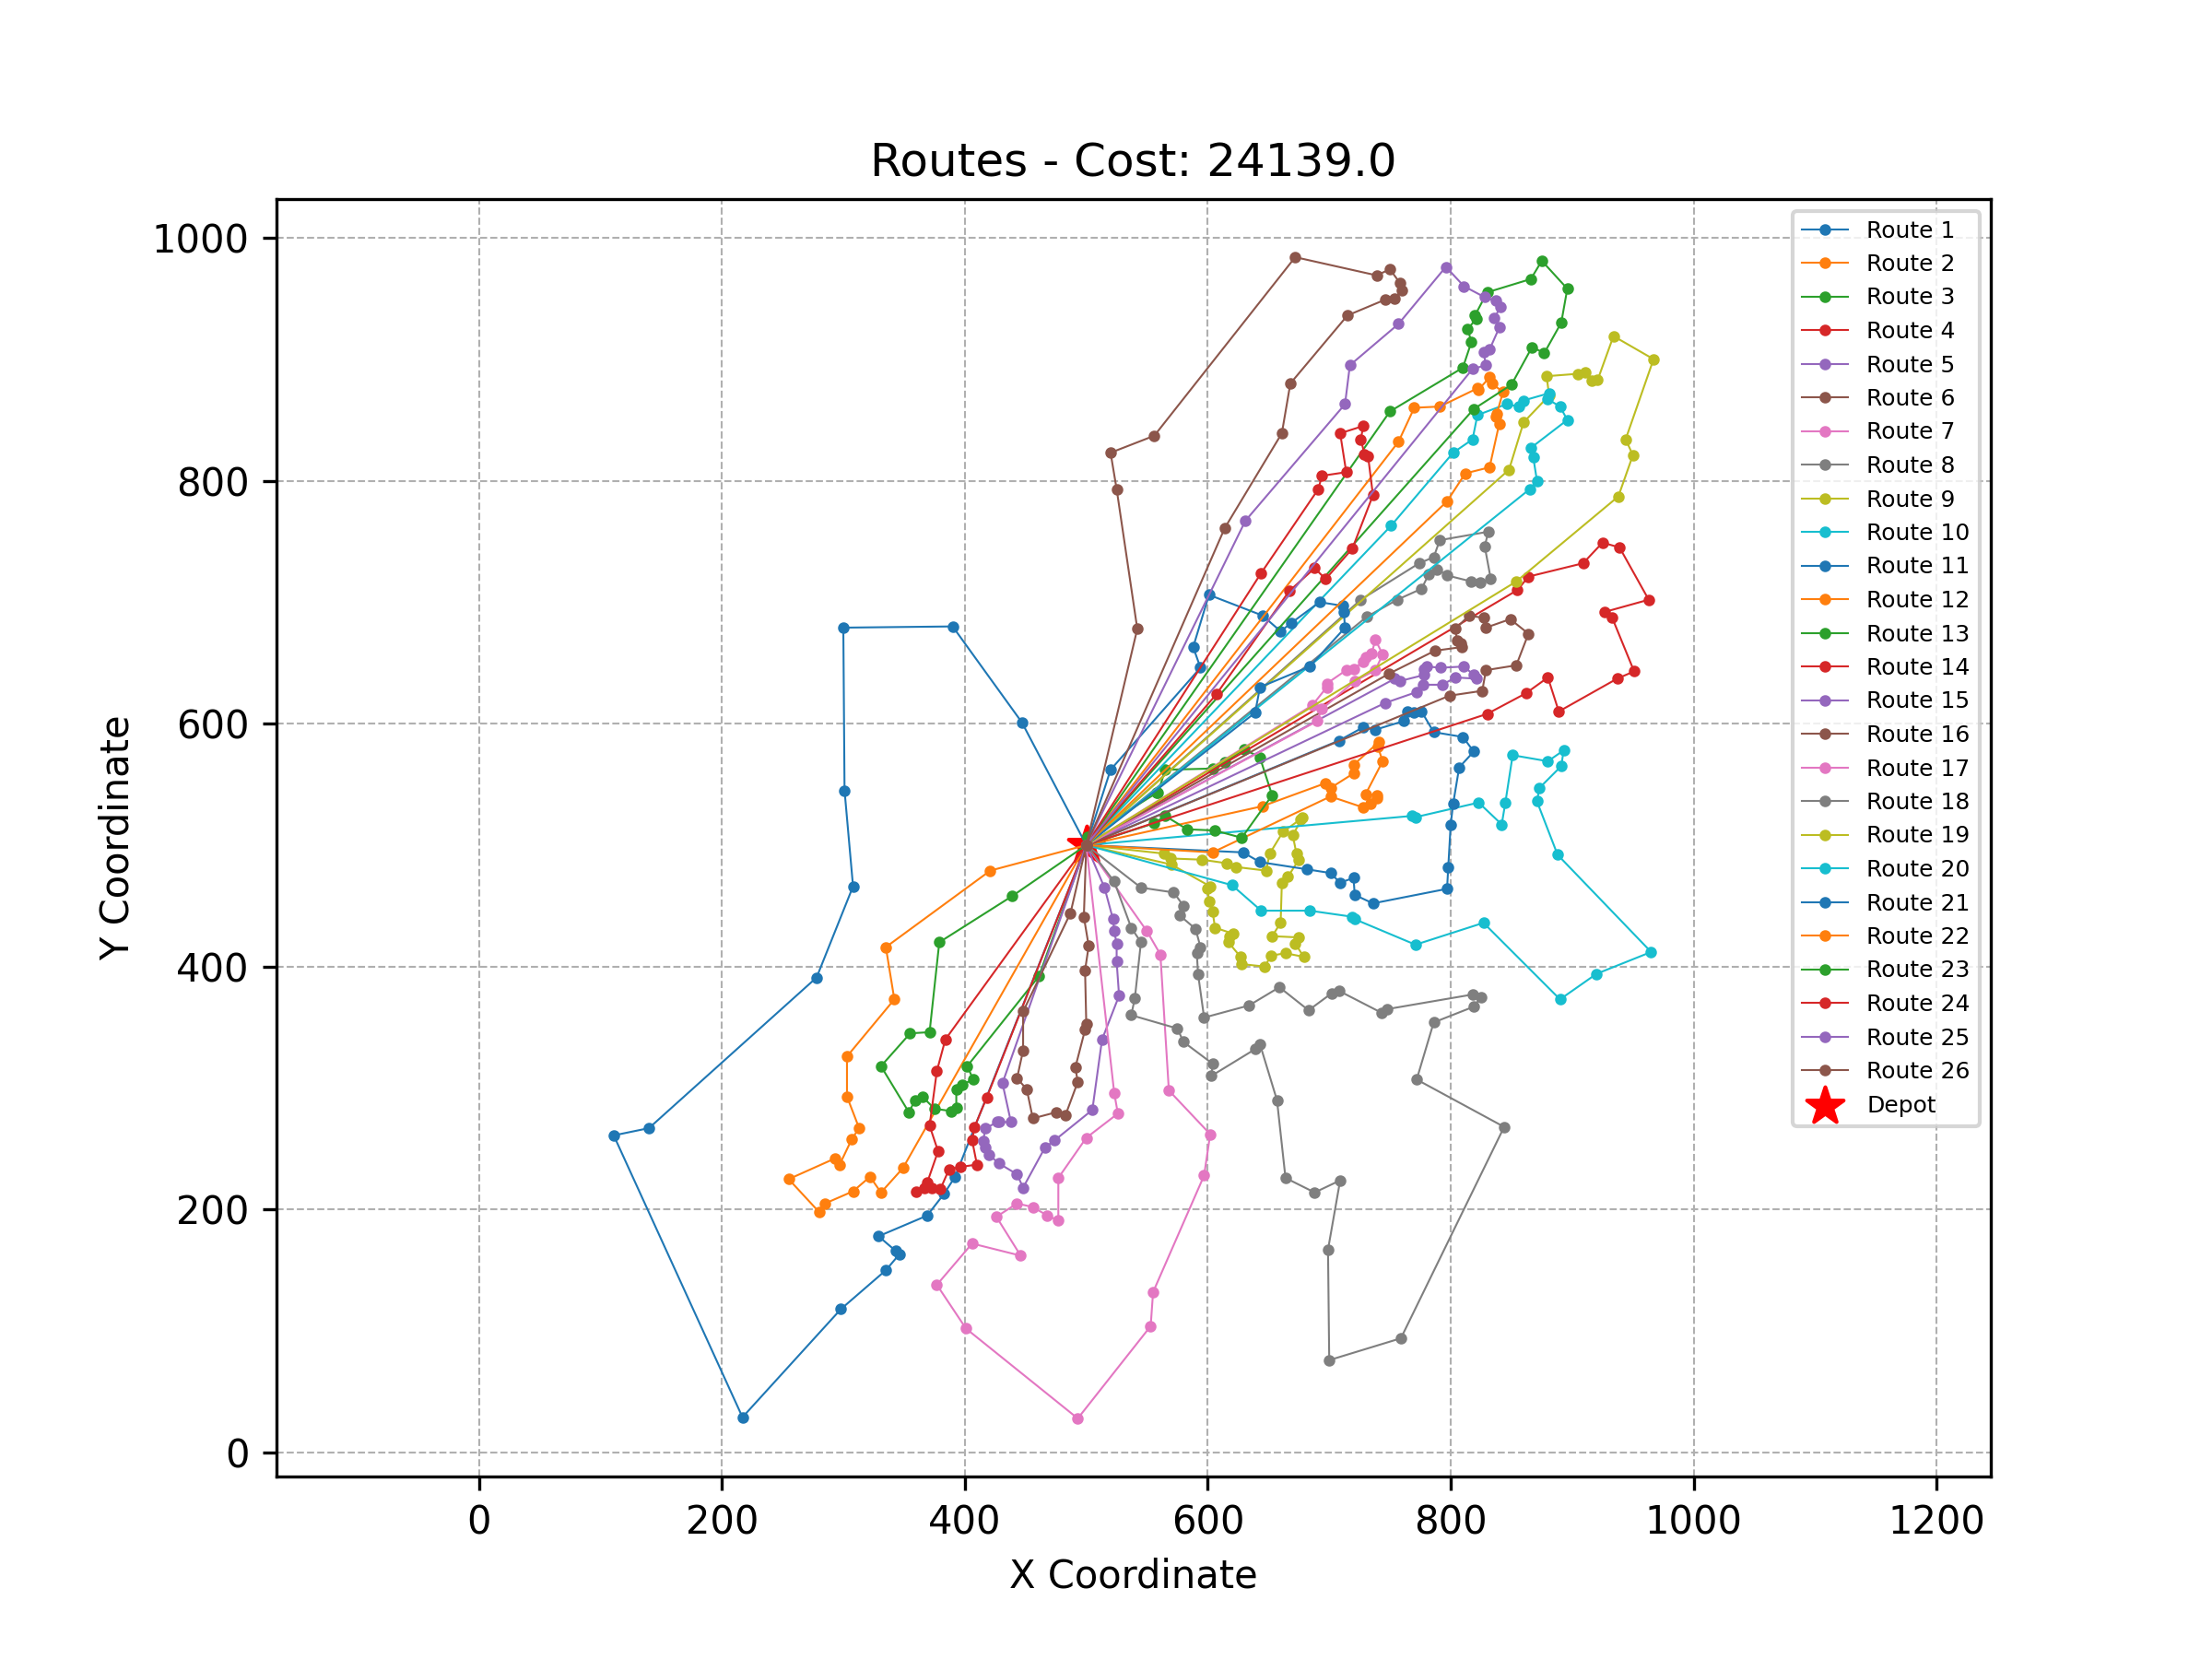 Routes - Cost: 24139.0
1000
800
600
400
200
0
Y Coordinate
0 200 400 600 800 1000 1200
X Coordinate
Route 1
Route 2
Route 3
Route 4
Route 5
Route 6
Route 7
Route 8
Route 9
Route 10
Route 11
Route 12
Route 13
Route 14
Route 15
Route 16
Route 17
Route 18
Route 19
Route 20
Route 21
Route 22
Route 23
Route 24
Route 25
Route 26
Depot